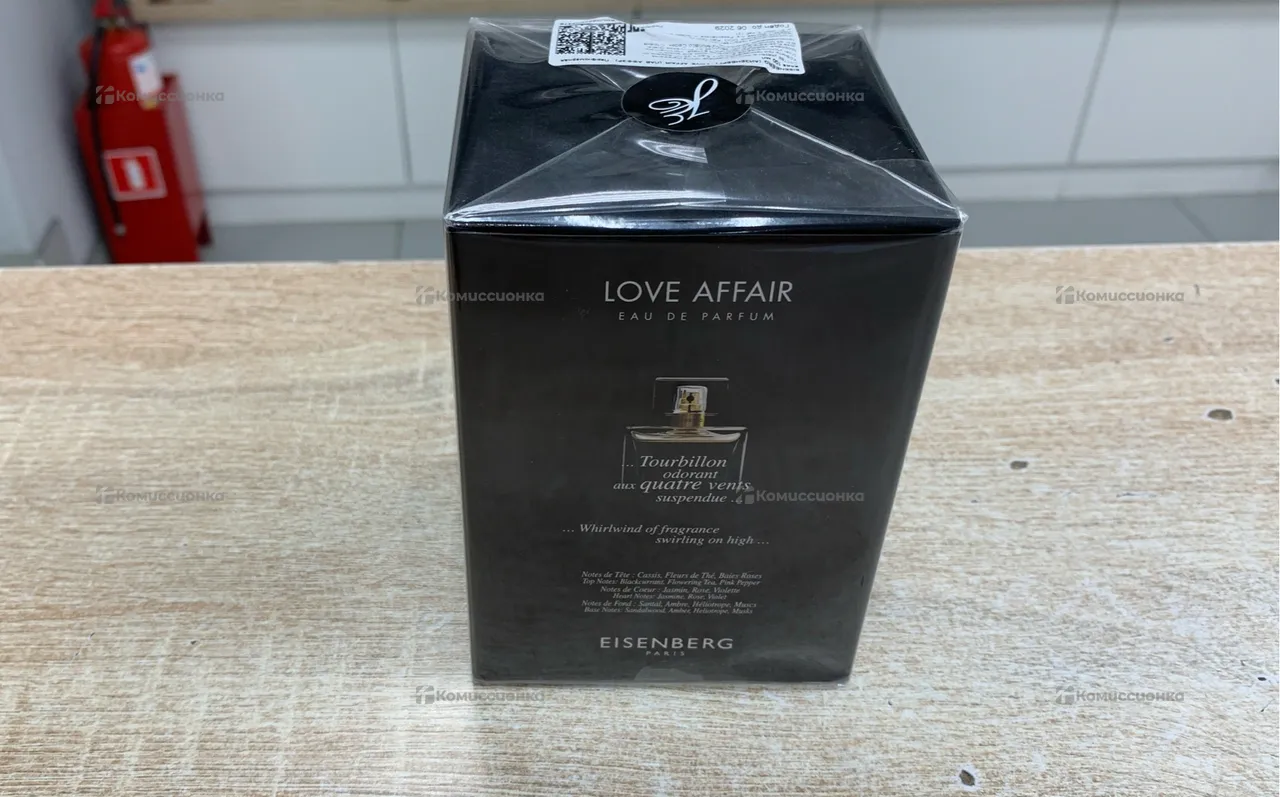 Комиссионка
Комиссионка
LOVE AFFAIR
EAU DE PARFUM
Комиссионка
Комиссионка
... Tourbillon
odorant
aux quatre vents
suspendue ...
Комиссионка
Комиссионка
... Whirlwind of fragrance
swirling on high ...
Notes de Tête : Cassis, Fleurs de Thé, Baies Roses
Top Notes: Blackcurrant, Flowering Tea, Pink Pepper
Notes de Coeur : Jasmin, Rose, Violette
Heart Notes: Jasmine, Rose, Violet
Notes de Fond : Santal, Ambre, Héliotrope, Muscs
Base Notes: Sandalwood, Amber, Heliotrope, Musks
EISENBERG
PARIS
Комиссионка
Комиссионка